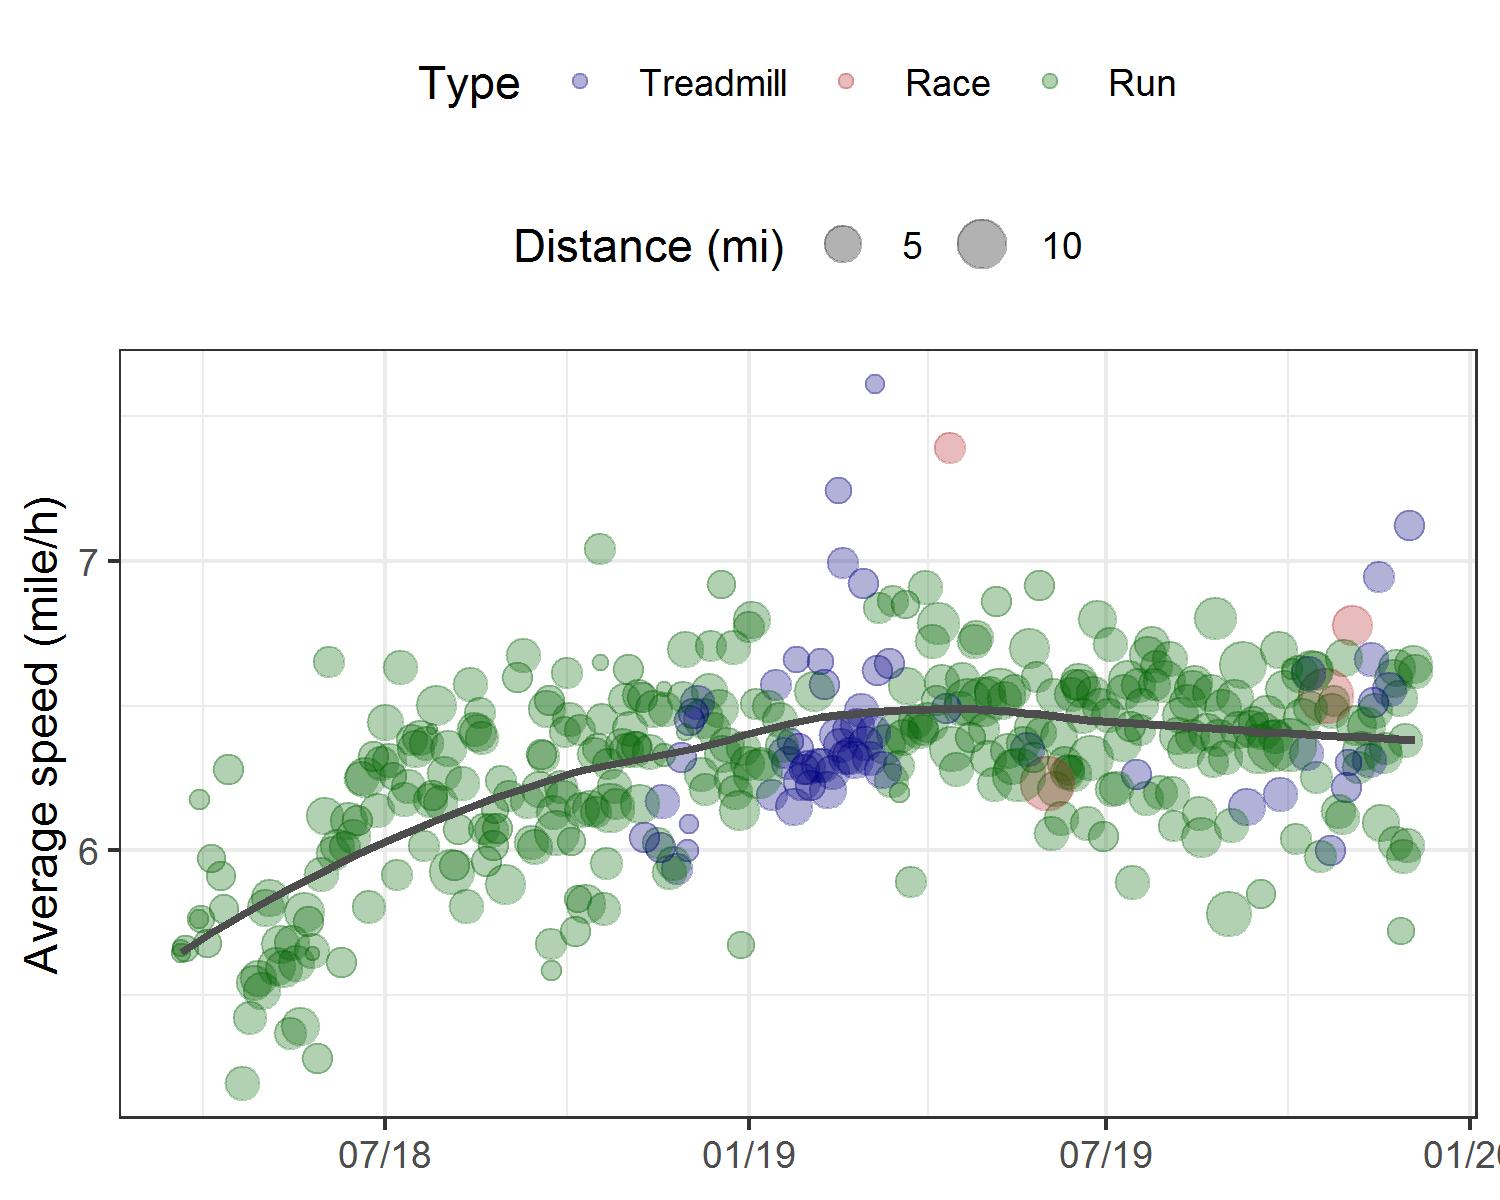 Type Treadmill Race Run
Distance (mi) 5 10
Average speed (mile/h)
7
6
07/18 01/19 07/19